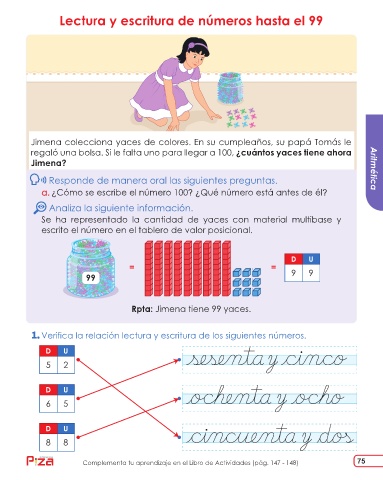 Lectura y escritura de números hasta el 99
Jimena colecciona yaces de colores. En su cumpleaños, su papá Tomás le
regaló una bolsa. Si le falta uno para llegar a 100, ¿cuántos yaces tiene ahora
Jimena?
Responde de manera oral las siguientes preguntas.
a. ¿Cómo se escribe el número 100? ¿Qué número está antes de él?
Analiza la siguiente información.
Se ha representado la cantidad de yaces con material multibase y
escrito el número en el tablero de valor posicional.
99
=
=
D U
9 9
Rpta: Jimena tiene 99 yaces.
Aritmética
1. Verifica la relación lectura y escritura de los siguientes números.
D U
5 2
sesenta y cinco
D U
6 5
ochenta y ocho
D U
8 8
cincuenta y dos
Piza
Complementa tu aprendizaje en el Libro de Actividades (pág. 147 - 148)
75